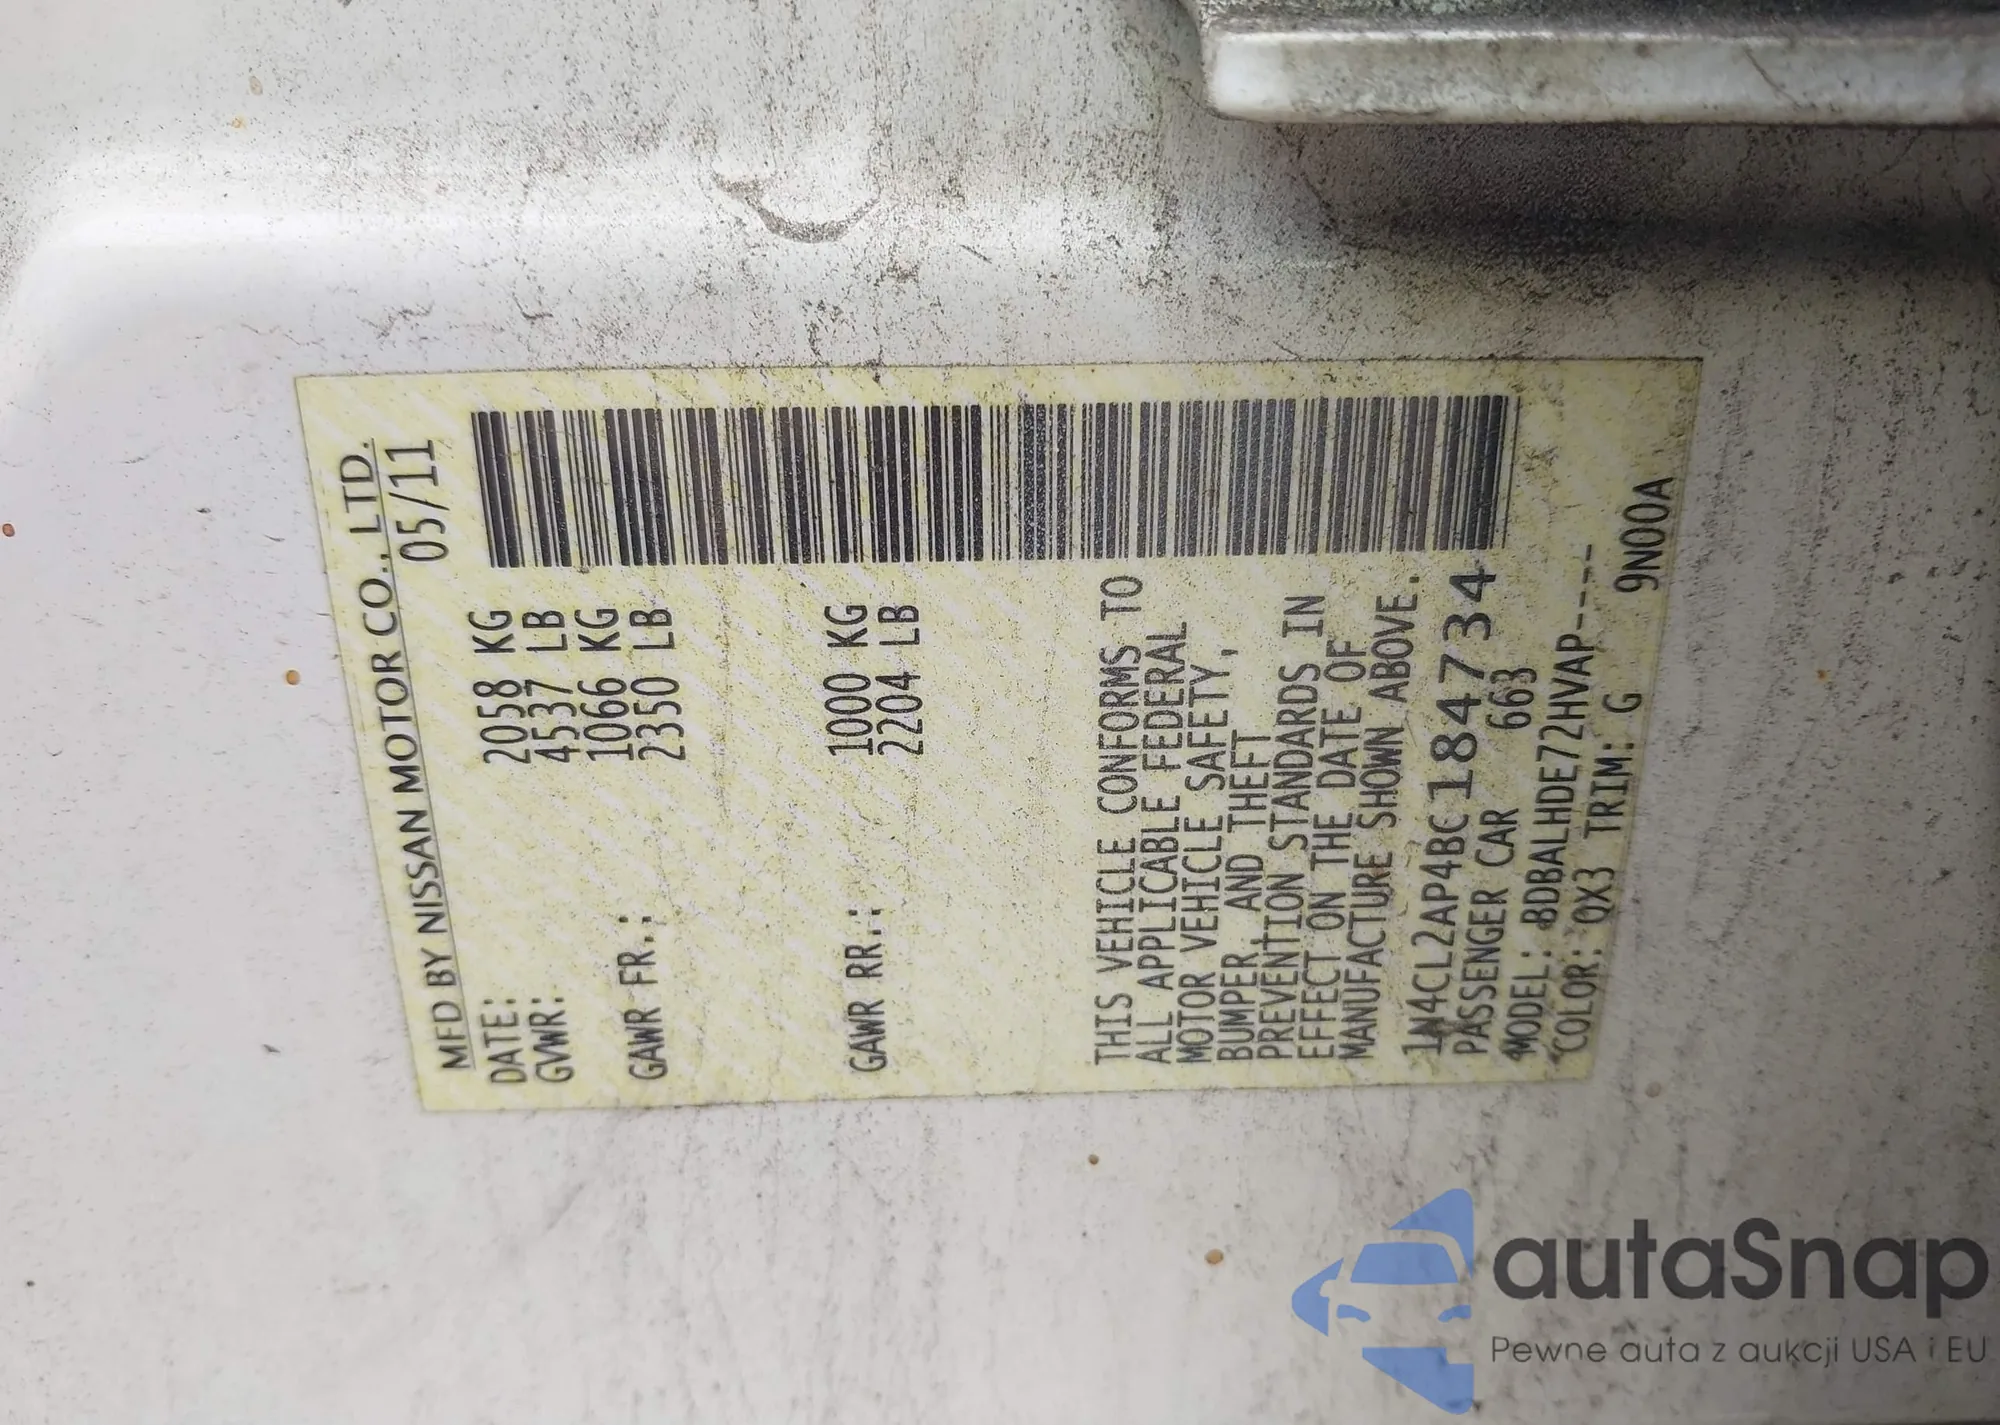 MFD BY NISSAN MOTOR CO., LTD.
DATE: 05/11
GVWR: 2058 KG
4537 LB
GAWR FR.: 1066 KG
2350 LB
GAWR RR.: 1000 KG
2204 LB
THIS VEHICLE CONFORMS TO
ALL APPLICABLE FEDERAL
MOTOR VEHICLE SAFETY,
BUMPER, AND THEFT
PREVENTION STANDARDS IN
EFFECT ON THE DATE OF
MANUFACTURE SHOWN ABOVE.
1N4CL2AP4BC184734
PASSENGER CAR 663
MODEL: BDBALHDE72HVAP-----
COLOR: QX3 TRIM: G 9N00A
autaSnap
Pewne auta z aukcji USA i EU